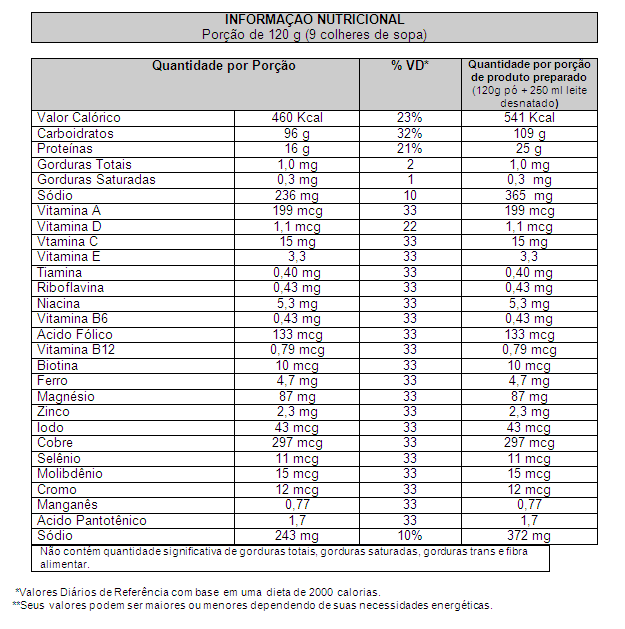 INFORMAÇAO NUTRICIONAL
Porção de 120 g (9 colheres de sopa)
Quantidade por Porção % VD* Quantidade por porção
de produto preparado
(120g pó + 250 ml leite
desnatado)
Valor Calórico 460 Kcal 23% 541 Kcal
Carboidratos 96 g 32% 109 g
Proteínas 16 g 21% 25 g
Gorduras Totais 1,0 mg 2 1,0 mg
Gorduras Saturadas 0,3 mg 1 0,3 mg
Sódio 236 mg 10 365 mg
Vitamina A 199 mcg 33 199 mcg
Vitamina D 1,1 mcg 22 1,1 mcg
Vtamina C 15 mg 33 15 mg
Vitamina E 3,3 33 3,3
Tiamina 0,40 mg 33 0,40 mg
Riboflavina 0,43 mg 33 0,43 mg
Niacina 5,3 mg 33 5,3 mg
Vitamina B6 0,43 mg 33 0,43 mg
Acido Fólico 133 mcg 33 133 mcg
Vitamina B12 0,79 mcg 33 0,79 mcg
Biotina 10 mcg 33 10 mcg
Ferro 4,7 mg 33 4,7 mg
Magnésio 87 mg 33 87 mg
Zinco 2,3 mg 33 2,3 mg
Iodo 43 mcg 33 43 mcg
Cobre 297 mcg 33 297 mcg
Selênio 11 mcg 33 11 mcg
Molibdênio 15 mcg 33 15 mcg
Cromo 12 mcg 33 12 mcg
Manganês 0,77 33 0,77
Acido Pantotênico 1,7 33 1,7
Sódio 243 mg 10% 372 mg
Não contém quantidade significativa de gorduras totais, gorduras saturadas, gorduras trans e fibra
alimentar.
*Valores Diários de Referência com base em uma dieta de 2000 calorias.
**Seus valores podem ser maiores ou menores dependendo de suas necessidades energéticas.